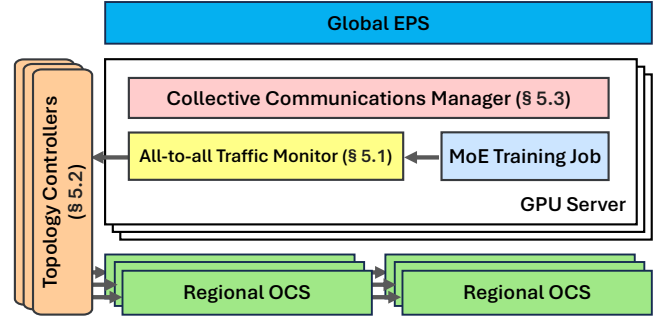 Global EPS
Topology Controllers
(§ 5.2)
Collective Communications Manager (§ 5.3)
All-to-all Traffic Monitor (§ 5.1)
MoE Training Job
GPU Server
Regional OCS
Regional OCS